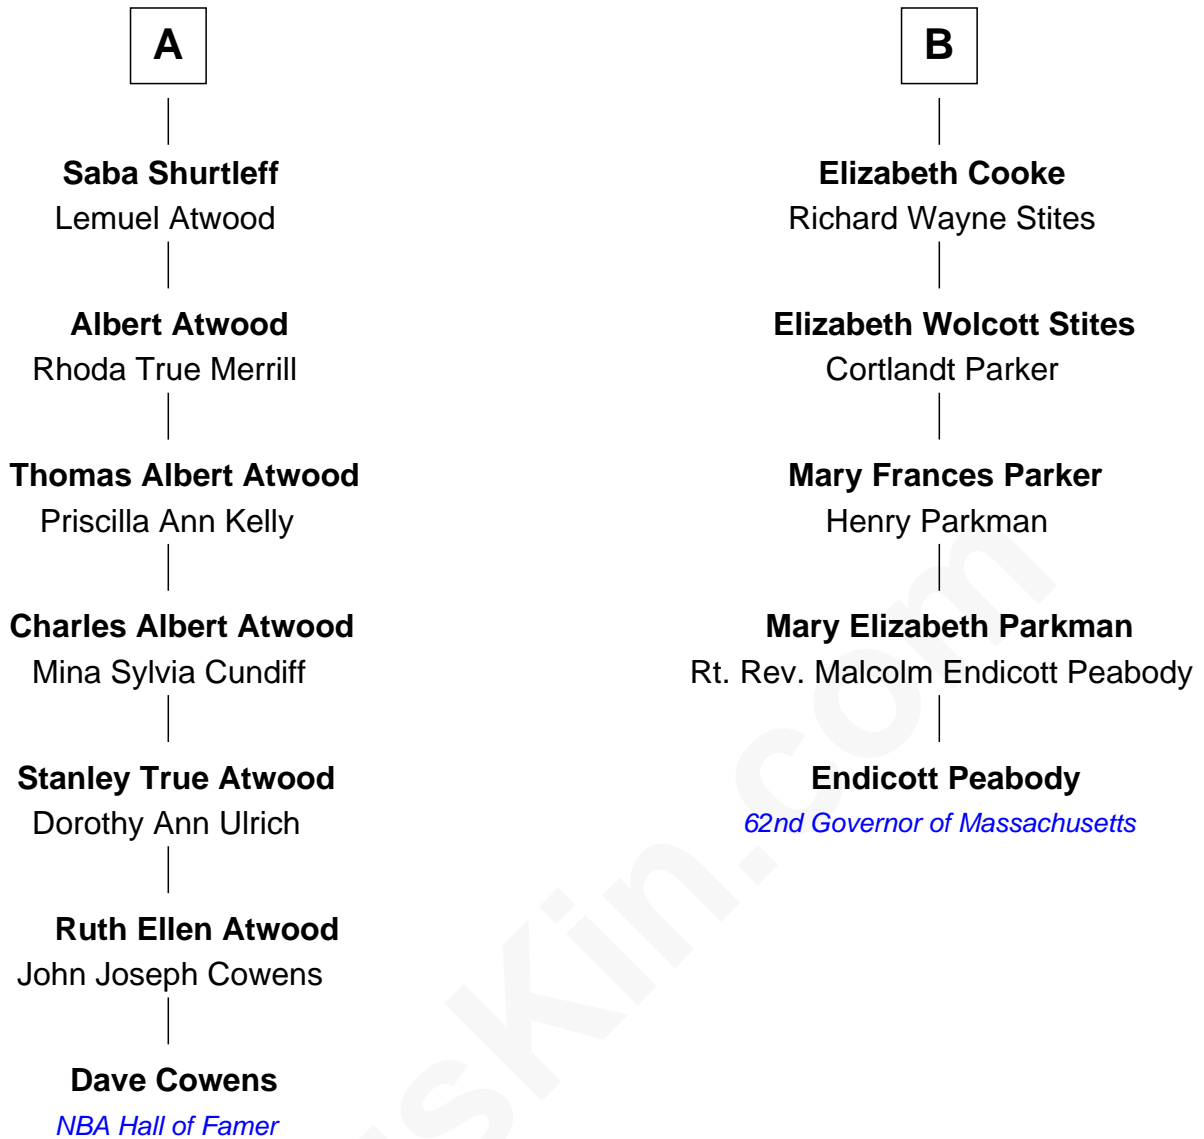 A
Saba Shurtleff
Lemuel Atwood
Albert Atwood
Rhoda True Merrill
Thomas Albert Atwood
Priscilla Ann Kelly
Charles Albert Atwood
Mina Sylvia Cundiff
Stanley True Atwood
Dorothy Ann Ulrich
Ruth Ellen Atwood
John Joseph Cowens
Dave Cowens
NBA Hall of Famer
B
Elizabeth Cooke
Richard Wayne Stites
Elizabeth Wolcott Stites
Cortlandt Parker
Mary Frances Parker
Henry Parkman
Mary Elizabeth Parkman
Rt. Rev. Malcolm Endicott Peabody
Endicott Peabody
62nd Governor of Massachusetts